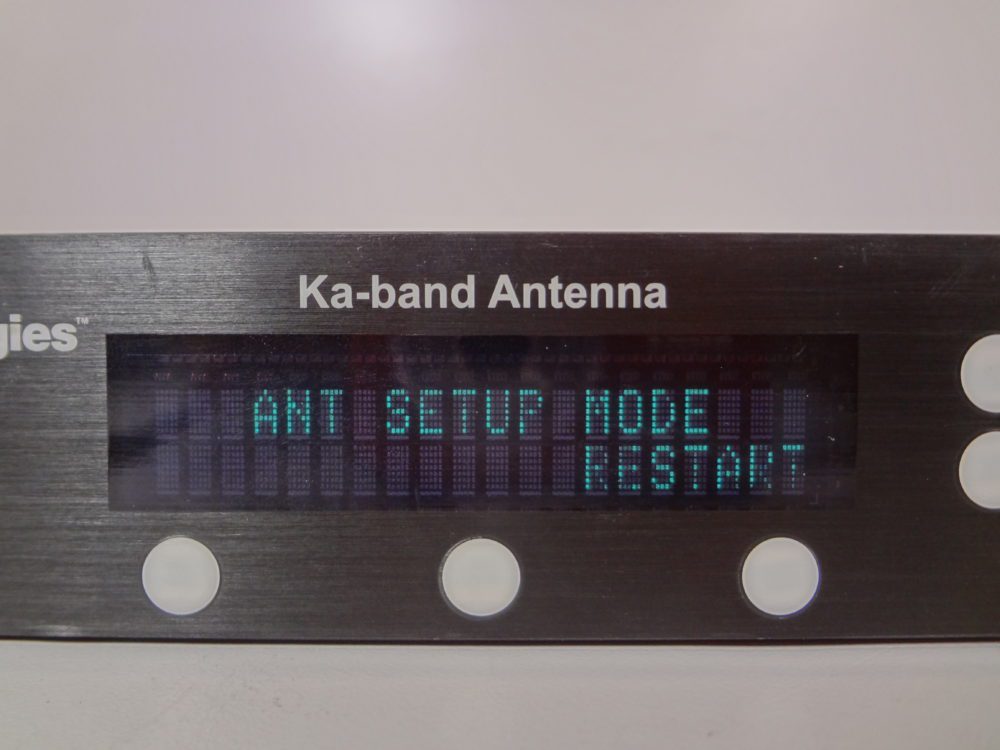 Ka-band Antenna
gies™
ANT SETUP MODE
RESTART